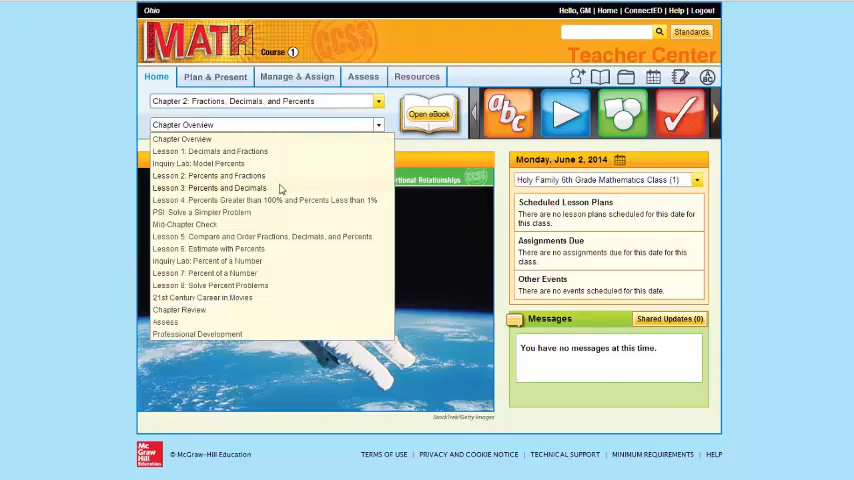 Ohio
Hello, GM | Home | ConnectED | Help | Logout
MATH
Course 1
CCSS
Standards
Teacher Center
Home
Plan & Present
Manage & Assign
Assess
Resources
Chapter 2: Fractions, Decimals, and Percents
Chapter Overview
Open eBook
abc
Chapter Overview
Lesson 1: Decimals and Fractions
Inquiry Lab: Model Percents
Lesson 2: Percents and Fractions
Lesson 3: Percents and Decimals
Lesson 4: Percents Greater than 100% and Percents Less than 1%
PSI: Solve a Simpler Problem
Mid-Chapter Check
Lesson 5: Compare and Order Fractions, Decimals, and Percents
Lesson 6: Estimate with Percents
Inquiry Lab: Percent of a Number
Lesson 7: Percent of a Number
Lesson 8: Solve Percent Problems
21st Century Career in Movies
Chapter Review
Assess
Professional Development
rtional Relationships
StockTrek/Getty Images
Monday, June 2, 2014
Holy Family 6th Grade Mathematics Class (1)
Scheduled Lesson Plans
There are no lesson plans scheduled for this date for
this class.
Assignments Due
There are no assignments due for this date for this
class.
Other Events
There are no events scheduled for this date.
Messages
Shared Updates (0)
You have no messages at this time.
Mc
Graw
Hill
Education
© McGraw-Hill Education
TERMS OF USE | PRIVACY AND COOKIE NOTICE | TECHNICAL SUPPORT | MINIMUM REQUIREMENTS | HELP